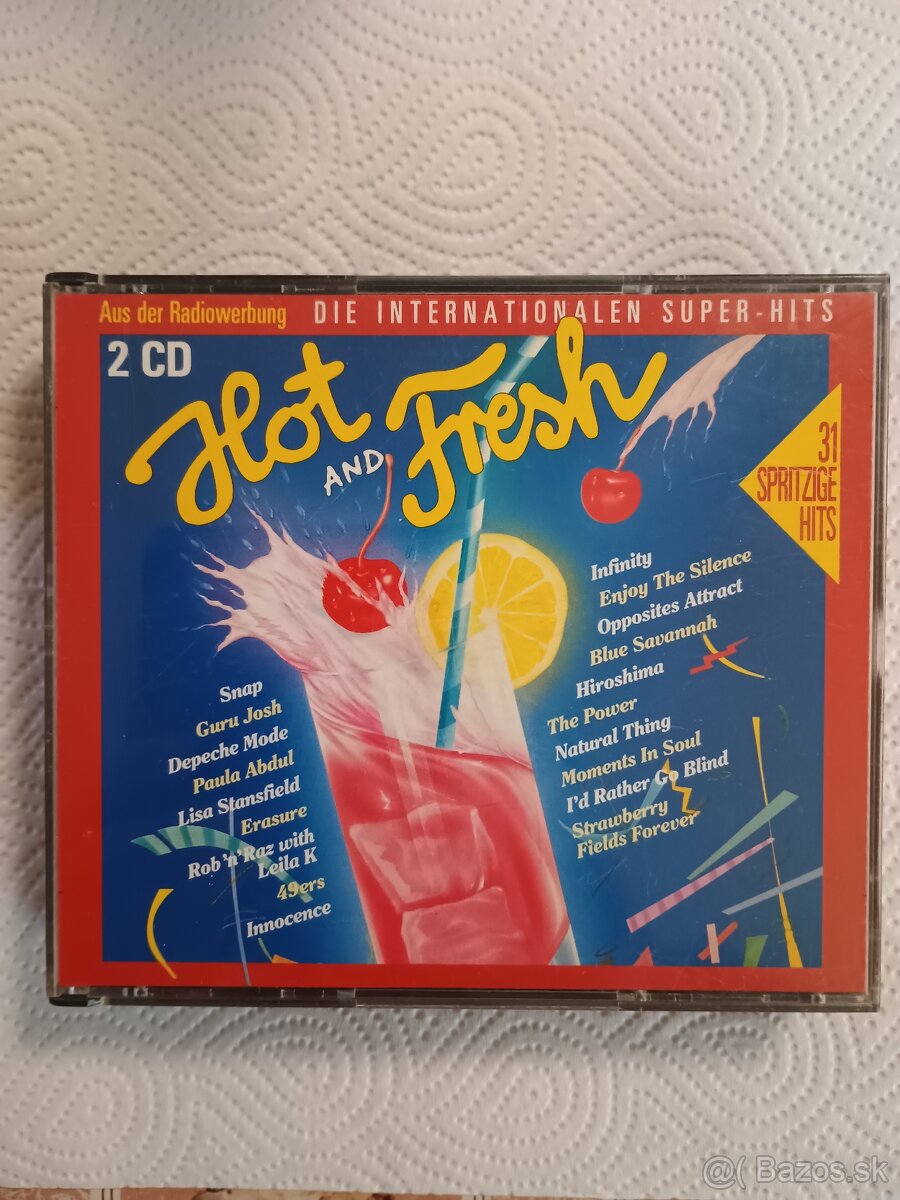 Aus der Radiowerbung DIE INTERNATIONALEN SUPER-HITS
2 CD
Hot
AND
Fresh
31
SPRITZIGE
HITS
Infinity
Enjoy The Silence
Opposites Attract
Blue Savannah
Hiroshima
The Power
Natural Thing
Moments In Soul
I'd Rather Go Blind
Strawberry
Fields Forever
Snap
Guru Josh
Depeche Mode
Paula Abdul
Lisa Stansfield
Erasure
Rob'n'Raz with
Leila K
49ers
Innocence
@( Bazos.sk